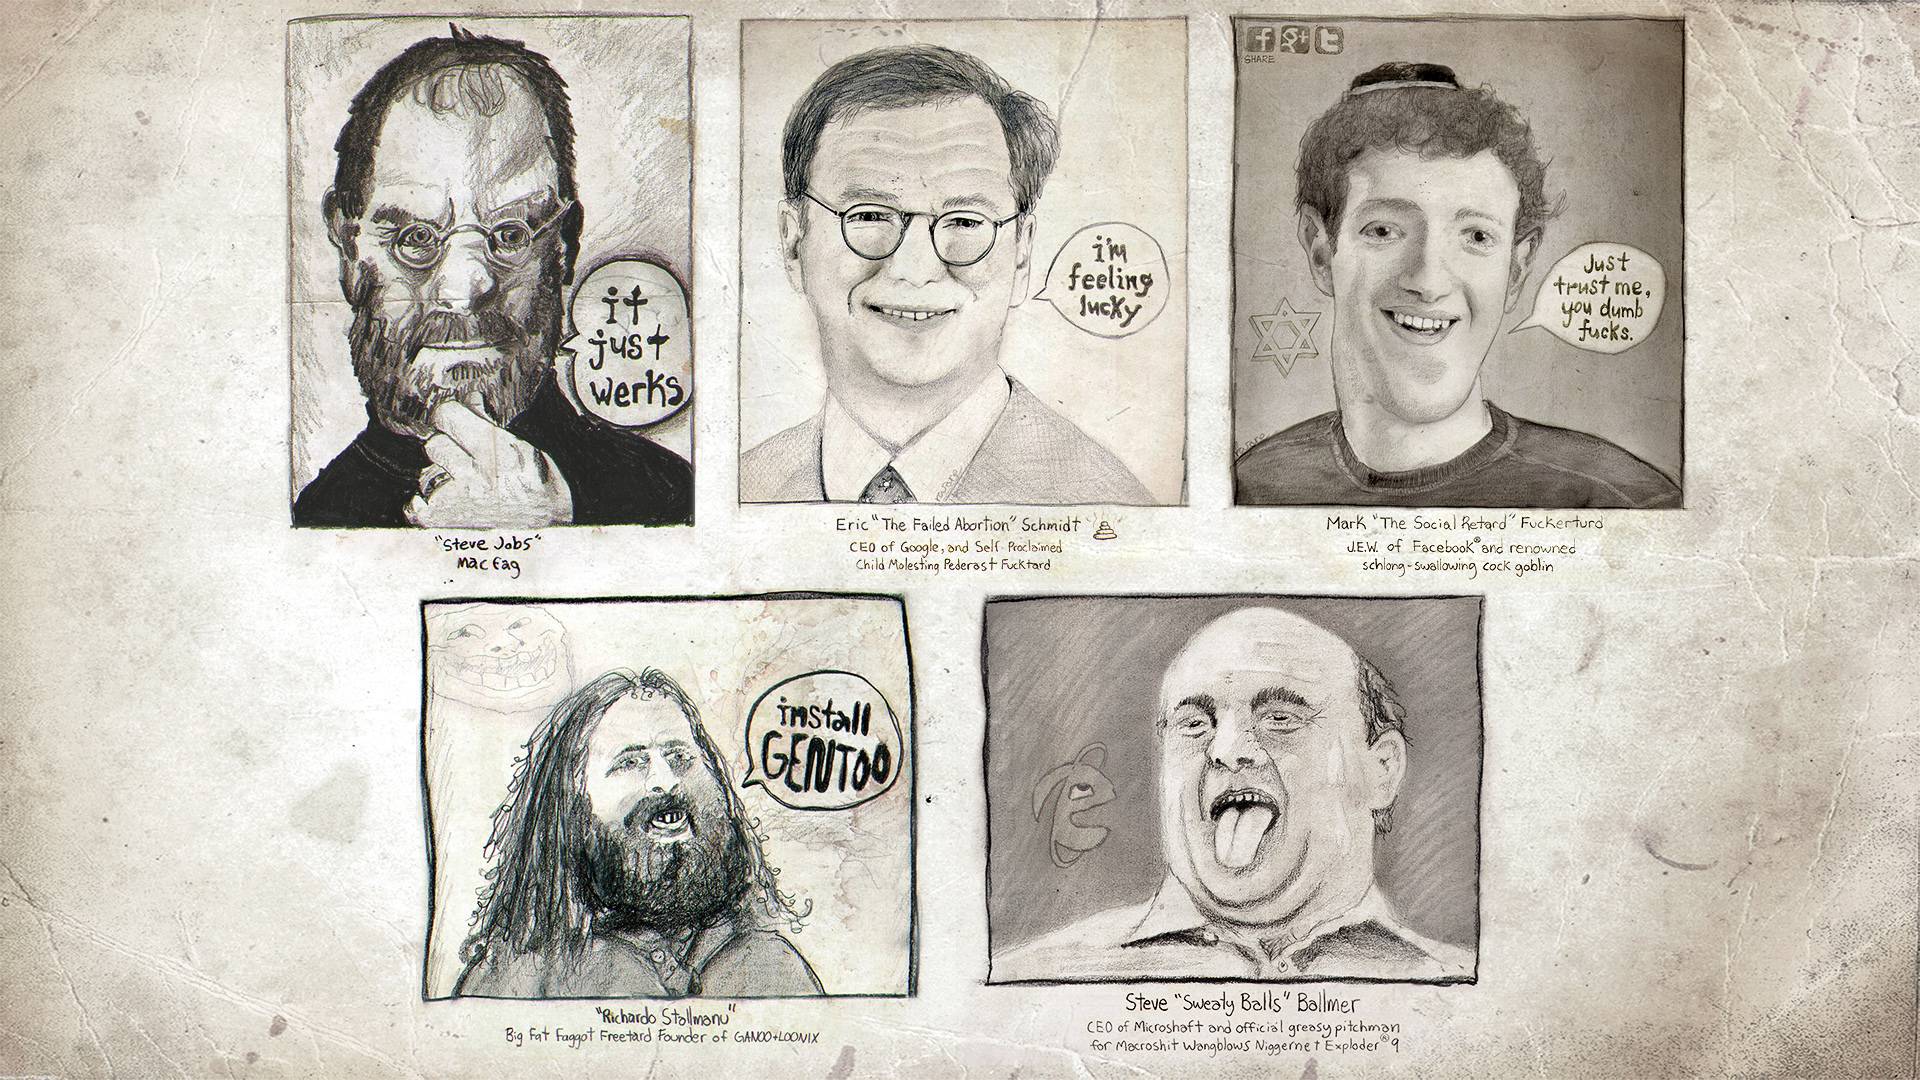 SHARE
it
just
werks
i'm
feeling
lucky
Just
trust me,
you dumb
fucks.
"Steve Jobs"
Mac Fag
Eric "The Failed Abortion" Schmidt
CEO of Google, and Self-Proclaimed
Child Molesting Pederast Fucktard
Mark "The Social Retard" Fuckerturd
J.E.W. of Facebook® and renowned
schlong-swallowing cock goblin
install
GENTOO
"Richardo Stallmanu"
Big Fat Faggot Freetard Founder of GANOO+LOONIX
Steve "Sweaty Balls" Ballmer
CEO of Microshaft and official greasy pitchman
for Macroshit Wangblows Niggernet Exploder® 9